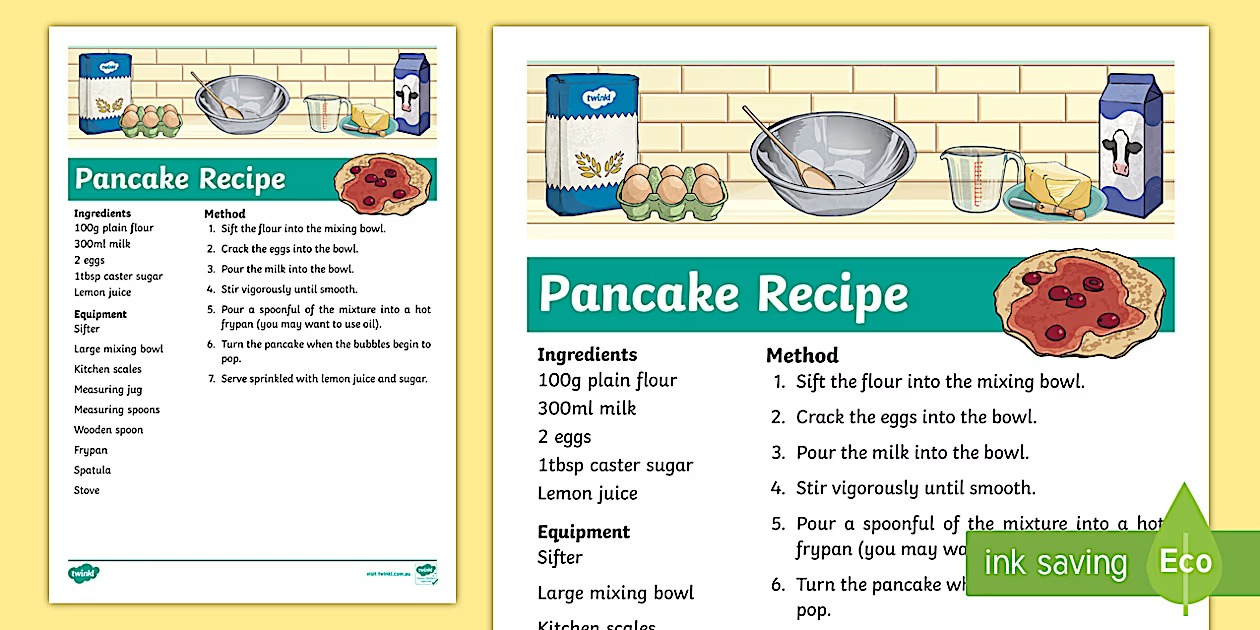 twinkl
Pancake Recipe
Ingredients
100g plain flour
300ml milk
2 eggs
1tbsp caster sugar
Lemon juice
Equipment
Sifter
Large mixing bowl
Kitchen scales
Measuring jug
Measuring spoons
Wooden spoon
Frypan
Spatula
Stove
Method
1. Sift the flour into the mixing bowl.
2. Crack the eggs into the bowl.
3. Pour the milk into the bowl.
4. Stir vigorously until smooth.
5. Pour a spoonful of the mixture into a hot
frypan (you may want to use oil).
6. Turn the pancake when the bubbles begin to
pop.
7. Serve sprinkled with lemon juice and sugar.
twinkl
visit twinkl.com.au
twinkl
twinkl
Pancake Recipe
Ingredients
100g plain flour
300ml milk
2 eggs
1tbsp caster sugar
Lemon juice
Equipment
Sifter
Large mixing bowl
Kitchen scales
Method
1. Sift the flour into the mixing bowl.
2. Crack the eggs into the bowl.
3. Pour the milk into the bowl.
4. Stir vigorously until smooth.
5. Pour a spoonful of the mixture into a hot
frypan (you may wa
6. Turn the pancake wh
pop.
ink saving Eco